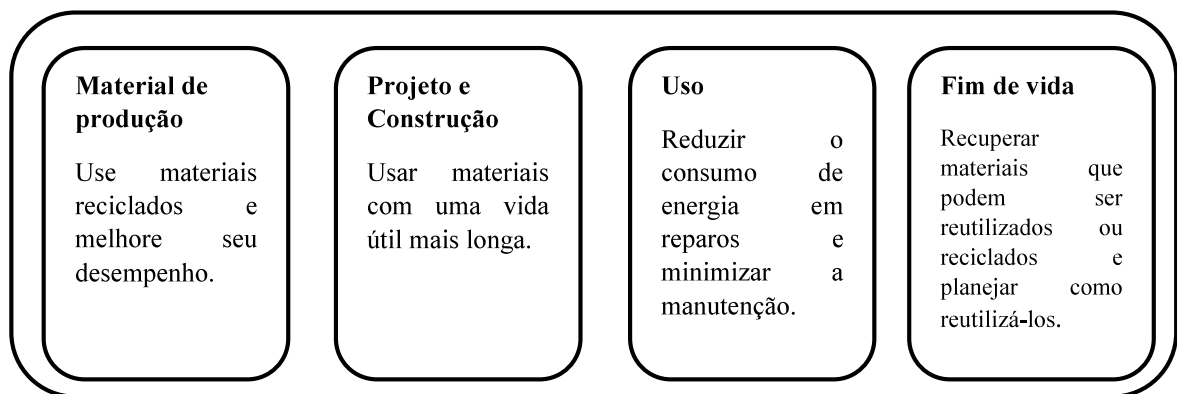 Material de
produção
Use materiais
reciclados e
melhore seu
desempenho.
Projeto e
Construção
Usar materiais
com uma vida
útil mais longa.
Uso
Reduzir o
consumo de
energia em
reparos e
minimizar a
manutenção.
Fim de vida
Recuperar
materiais que
podem ser
reutilizados ou
reciclados e
planejar como
reutilizá-los.